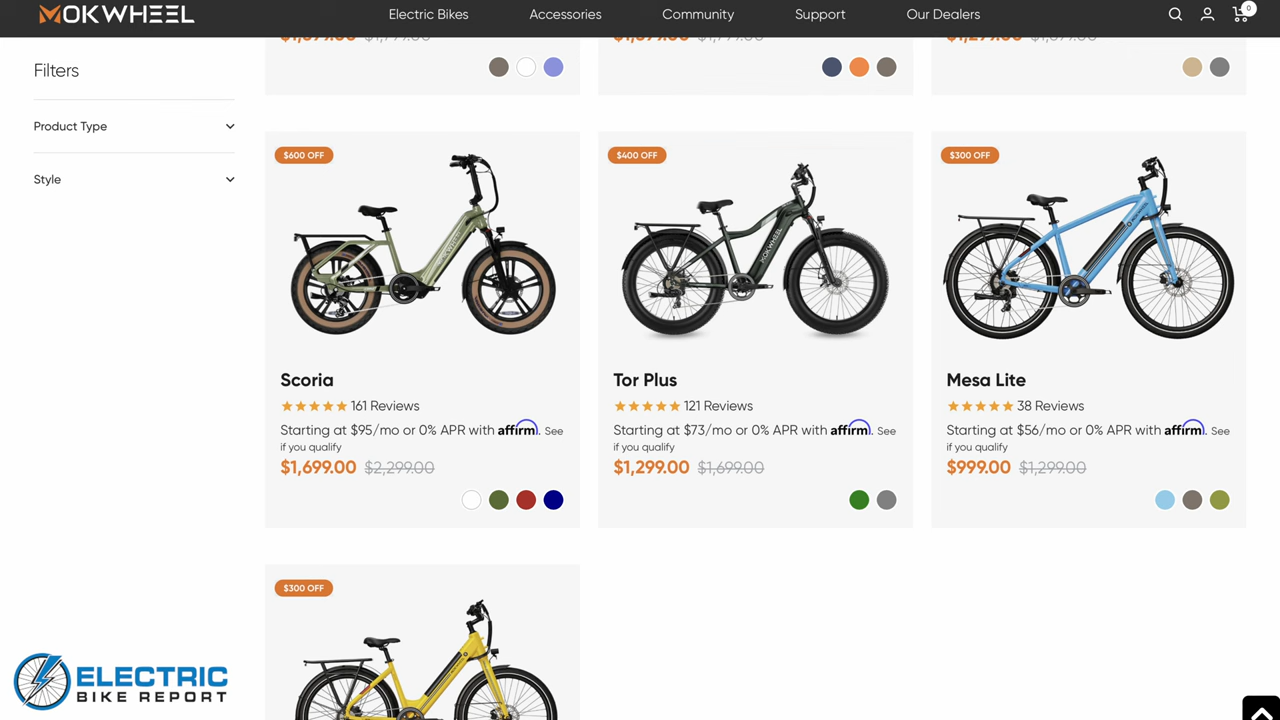 MOKWHEEL
Electric Bikes
Accessories
Community
Support
Our Dealers
0
Filters
Product Type
Style
$600 OFF
Scoria
161 Reviews
Starting at $95/mo or 0% APR with affirm. See
if you qualify
$1,699.00 $2,299.00
$400 OFF
MOKWHEEL
Tor Plus
121 Reviews
Starting at $73/mo or 0% APR with affirm. See
if you qualify
$1,299.00 $1,699.00
$300 OFF
Mesa Lite
38 Reviews
Starting at $56/mo or 0% APR with affirm. See
if you qualify
$999.00 $1,299.00
$300 OFF
ELECTRIC
BIKE REPORT